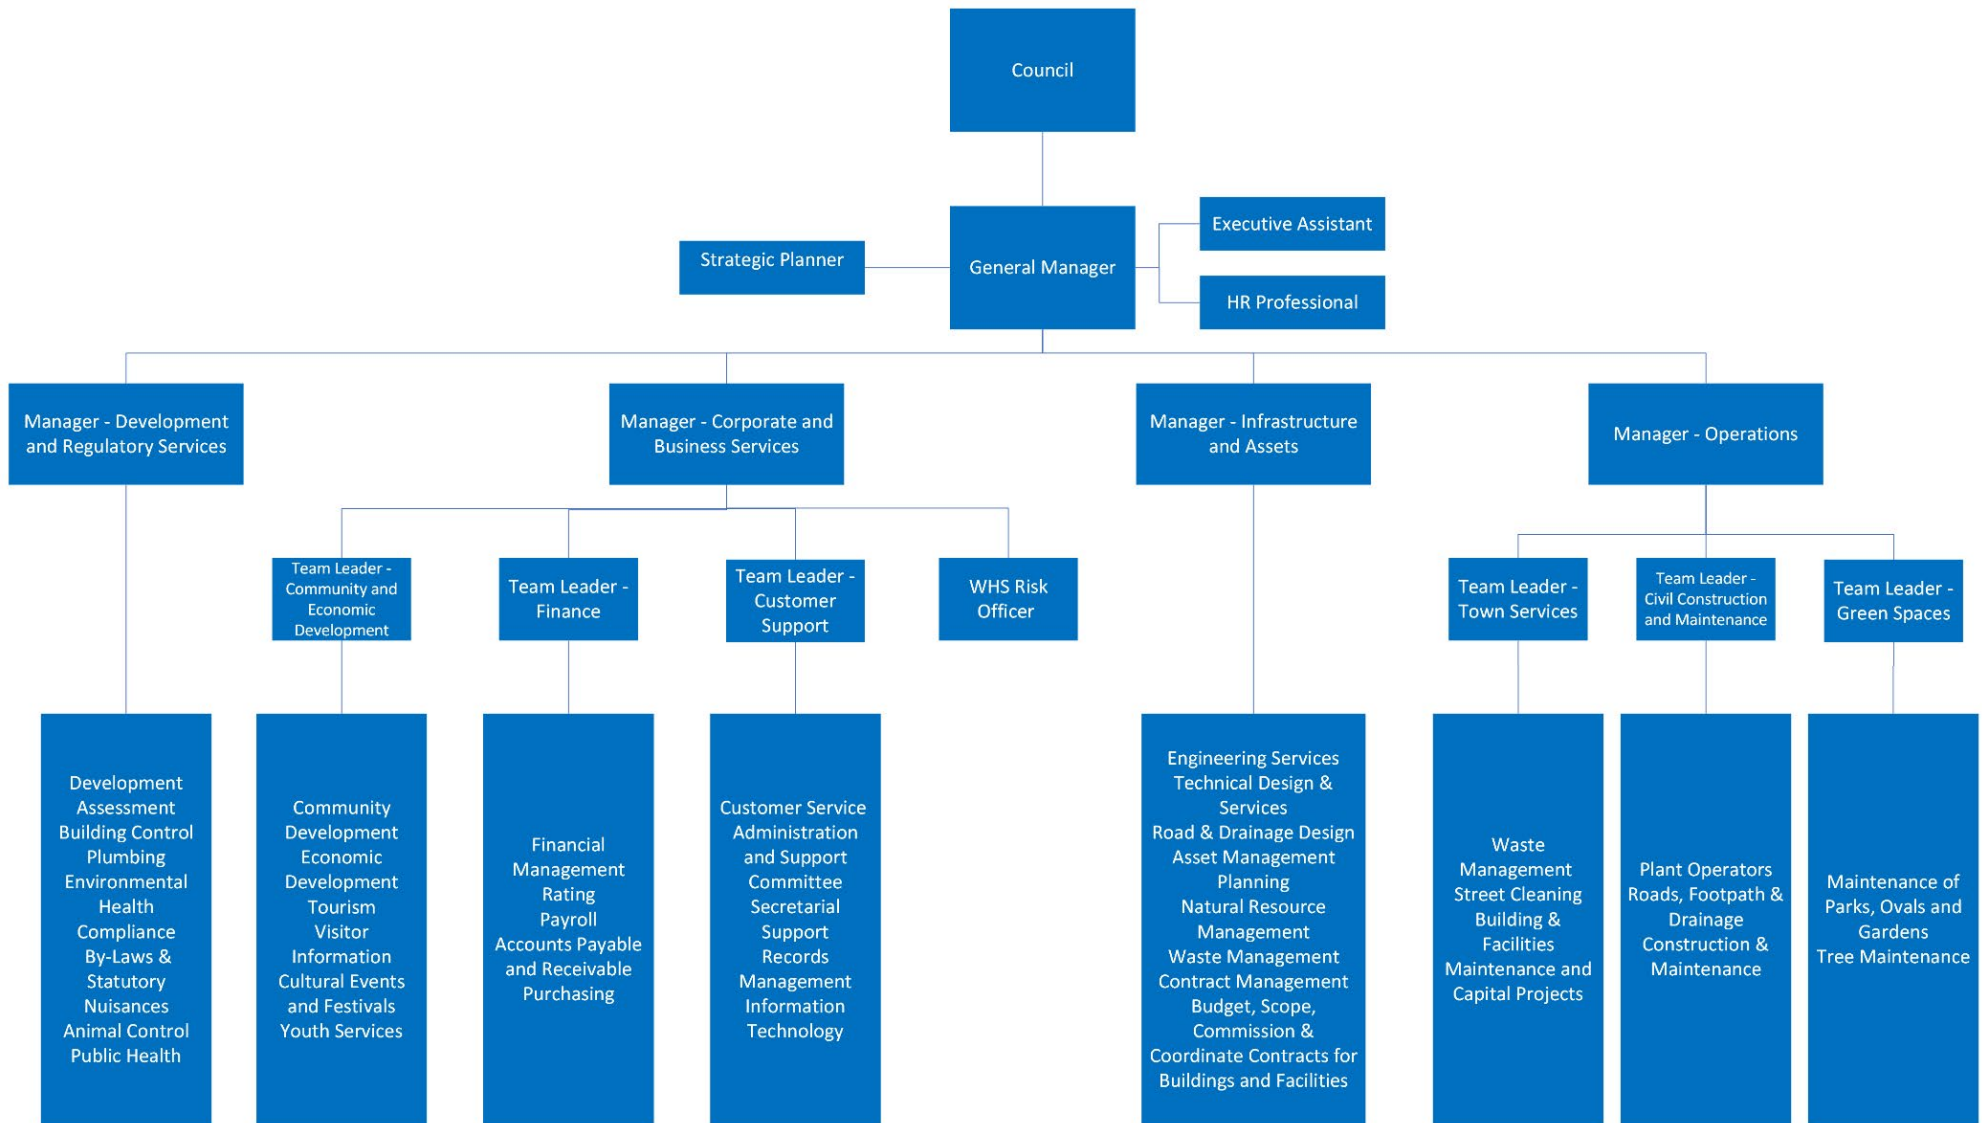 Council
General Manager
Strategic Planner
Executive Assistant
HR Professional
Manager - Development
and Regulatory Services
Manager - Corporate and
Business Services
Manager - Infrastructure
and Assets
Manager - Operations
Team Leader -
Community and
Economic
Development
Team Leader -
Finance
Team Leader -
Customer
Support
WHS Risk
Officer
Team Leader -
Town Services
Team Leader -
Civil Construction
and Maintenance
Team Leader -
Green Spaces
Development
Assessment
Building Control
Plumbing
Environmental
Health
Compliance
By-Laws &
Statutory
Nuisances
Animal Control
Public Health
Community
Development
Economic
Development
Tourism
Visitor
Information
Cultural Events
and Festivals
Youth Services
Financial
Management
Rating
Payroll
Accounts Payable
and Receivable
Purchasing
Customer Service
Administration
and Support
Committee
Secretarial
Support
Records
Management
Information
Technology
Engineering Services
Technical Design &
Services
Road & Drainage Design
Asset Management
Planning
Natural Resource
Management
Waste Management
Contract Management
Budget, Scope,
Commission &
Coordinate Contracts for
Buildings and Facilities
Waste
Management
Street Cleaning
Building &
Facilities
Maintenance and
Capital Projects
Plant Operators
Roads, Footpath &
Drainage
Construction &
Maintenance
Maintenance of
Parks, Ovals and
Gardens
Tree Maintenance